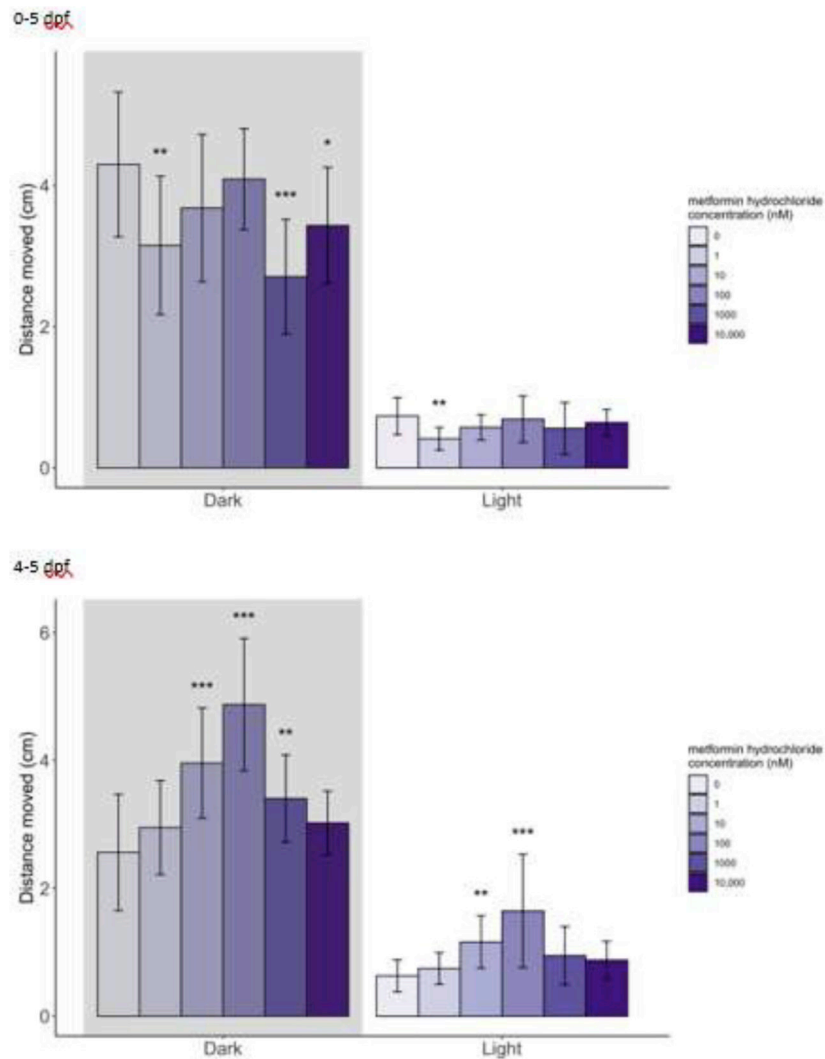 0-5 dpf
Distance moved (cm)
4
2
0
**
***
*
**
Dark
Light
metformin hydrochloride
concentration (nM)
0
1
10
100
1000
10,000
4-5 dpf
Distance moved (cm)
6
4
2
0
***
***
**
**
***
Dark
Light
metformin hydrochloride
concentration (nM)
0
1
10
100
1000
10,000